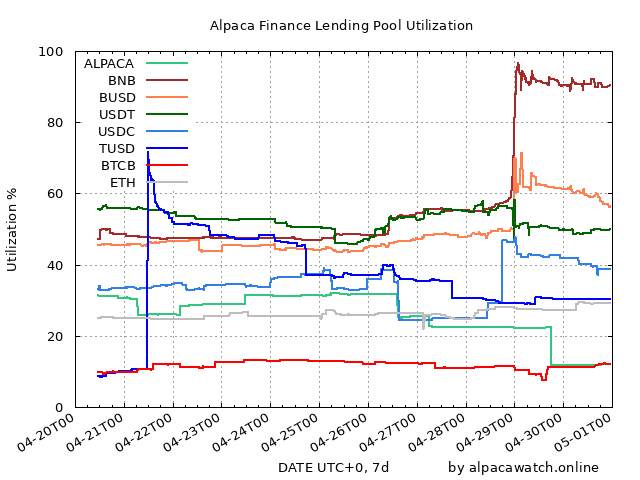 Alpaca Finance Lending Pool Utilization
100
80
60
40
20
0
Utilization %
ALPACA
BNB
BUSD
USDT
USDC
TUSD
BTCB
ETH
04-20T00
04-21T00
04-22T00
04-23T00
04-24T00
04-25T00
04-26T00
04-27T00
04-28T00
04-29T00
04-30T00
05-01T00
DATE UTC+0, 7d
by alpacawatch.online